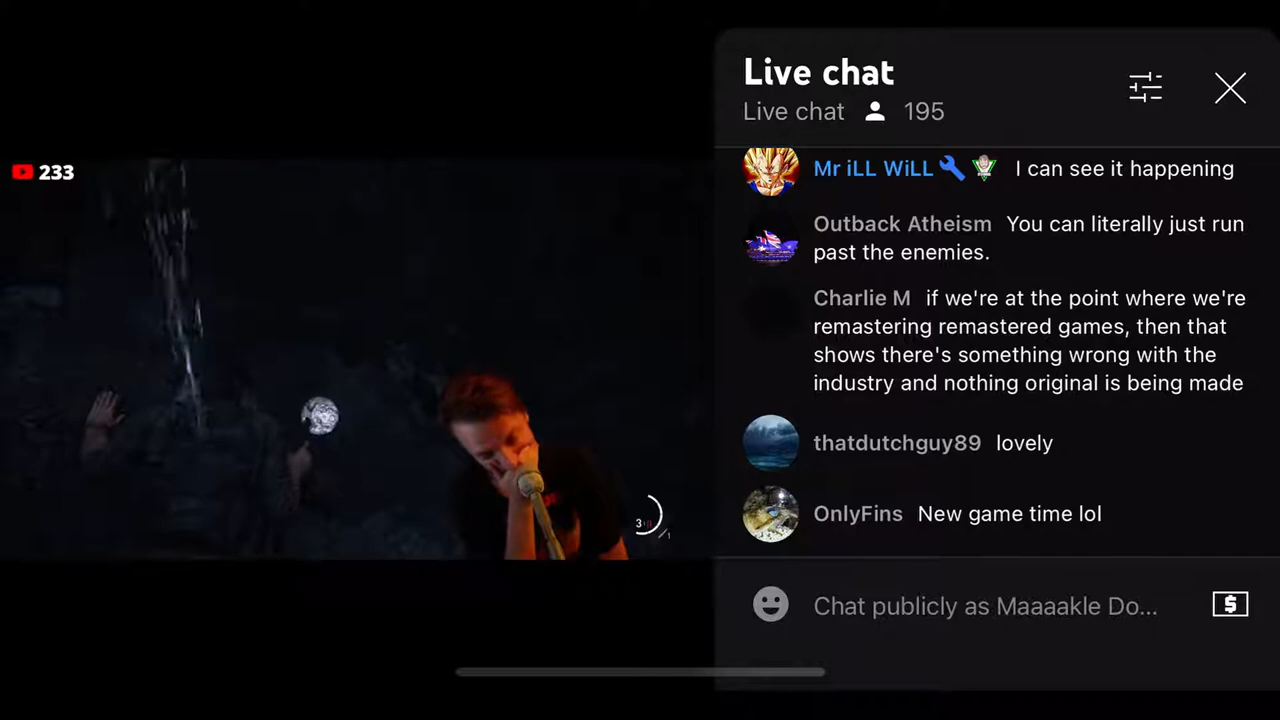 Live chat
Live chat 195
233
Mr iLL WiLL I can see it happening
Outback Atheism You can literally just run
past the enemies.
Charlie M if we're at the point where we're
remastering remastered games, then that
shows there's something wrong with the
industry and nothing original is being made
thatdutchguy89 lovely
OnlyFins New game time lol
3
Chat publicly as Maaaakle Do...
$